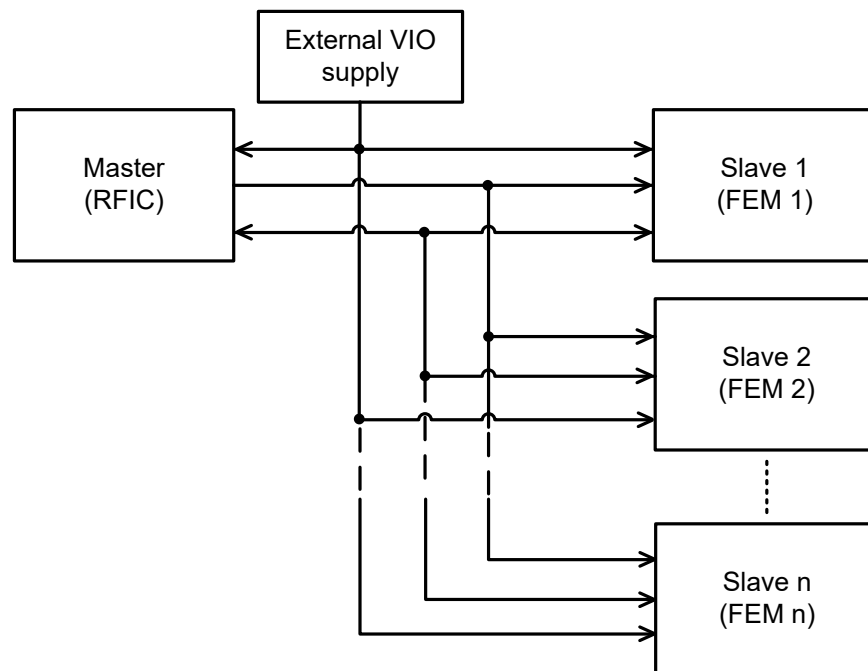 External VIO
supply
Master
(RFIC)
Slave 1
(FEM 1)
Slave 2
(FEM 2)
Slave n
(FEM n)